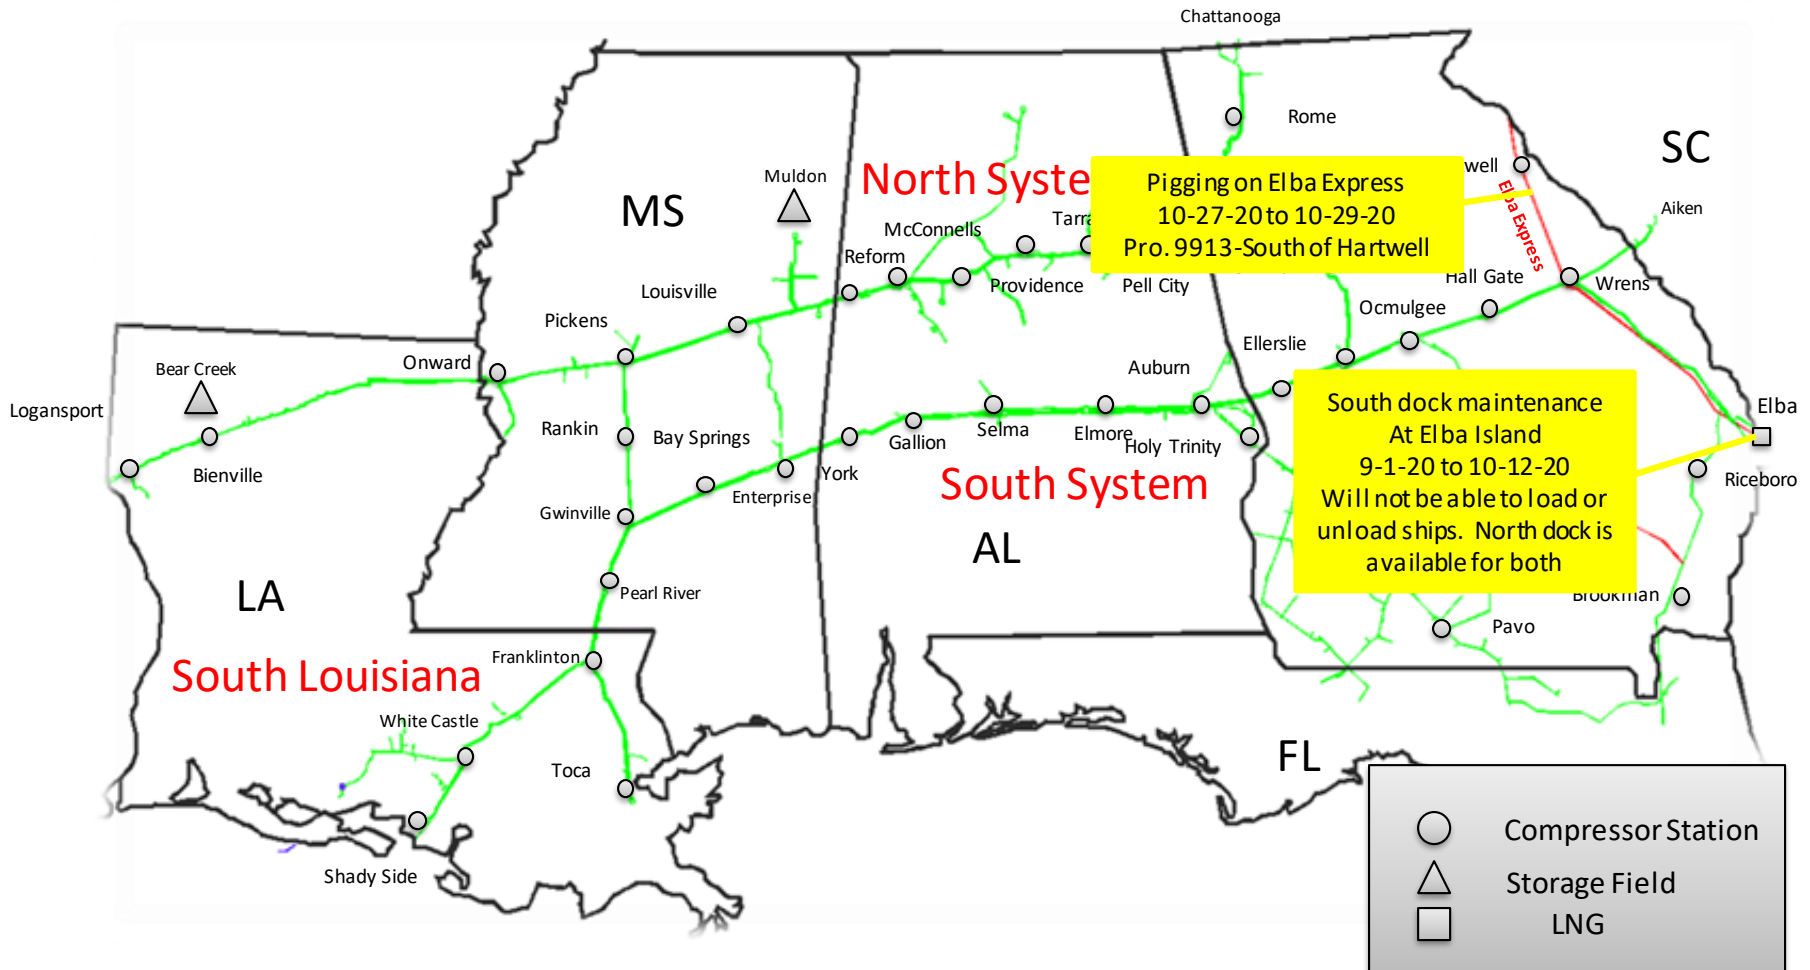 Chattanooga
Rome
SC
well
Elba Express
Aiken
North Syste
Pigging on Elba Express
10-27-20 to 10-29-20
Pro. 9913-South of Hartwell
Muldon
MS
McConnells
Tarra
Reform
Providence
Pell City
Hall Gate
Wrens
Louisville
Ocmulgee
Pickens
Ellerslie
Onward
Bear Creek
Auburn
Logansport
Elba
South dock maintenance
At Elba Island
9-1-20 to 10-12-20
Will not be able to load or
unload ships. North dock is
available for both
Rankin
Bay Springs
Gallion
Selma
Elmore
Holy Trinity
Bienville
York
Enterprise
South System
Riceboro
Gwinville
AL
LA
Pearl River
Brookman
Pavo
South Louisiana
Franklinton
White Castle
Toca
FL
Shady Side
Compressor Station
Storage Field
LNG